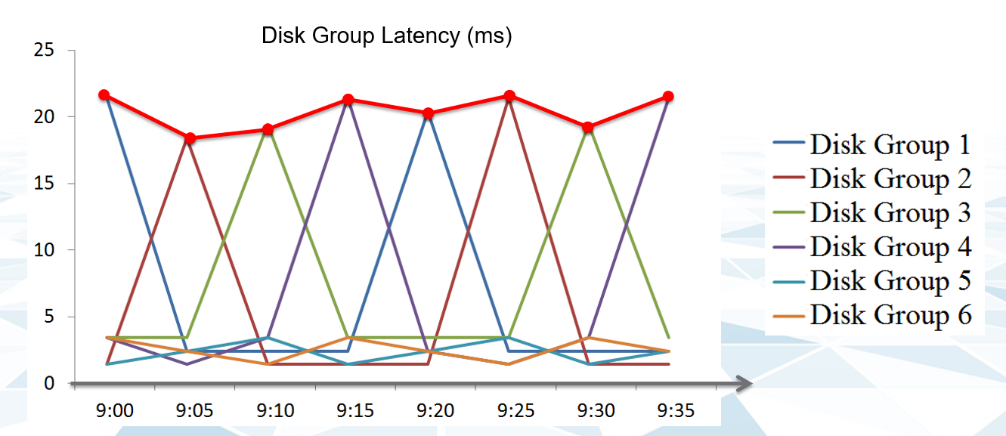 Disk Group Latency (ms)
25
20
15
10
5
0
9:00 9:05 9:10 9:15 9:20 9:25 9:30 9:35
Disk Group 1
Disk Group 2
Disk Group 3
Disk Group 4
Disk Group 5
Disk Group 6